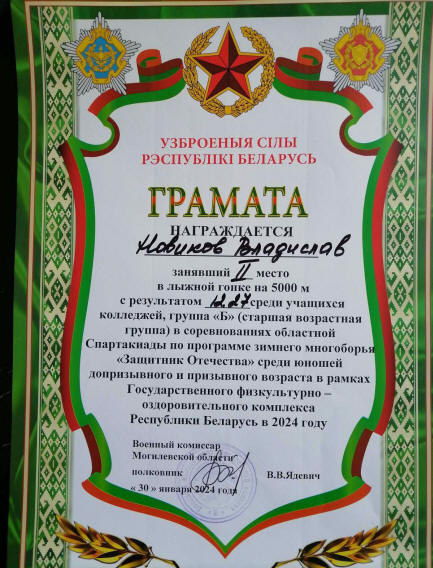 УЗБРОЕНЫЯ СІЛЫ
РЭСПУБЛІКІ БЕЛАРУСЬ
ГРАМАТА
НАГРАЖДАЕТСЯ
Новиков Владислав
занявший II место
в лыжной гонке на 5000 м
с результатом 12.27 среди учащихся
колледжей, группа «Б» (старшая возрастная
группа) в соревнованиях областной
Спартакиады по программе зимнего многоборья
«Защитник Отечества» среди юношей
допризывного и призывного возраста в рамках
Государственного физкультурно –
оздоровительного комплекса
Республики Беларусь в 2024 году
Военный комиссар
Могилевской области
полковник В.В.Ядевич
« 30 » января 2024 года